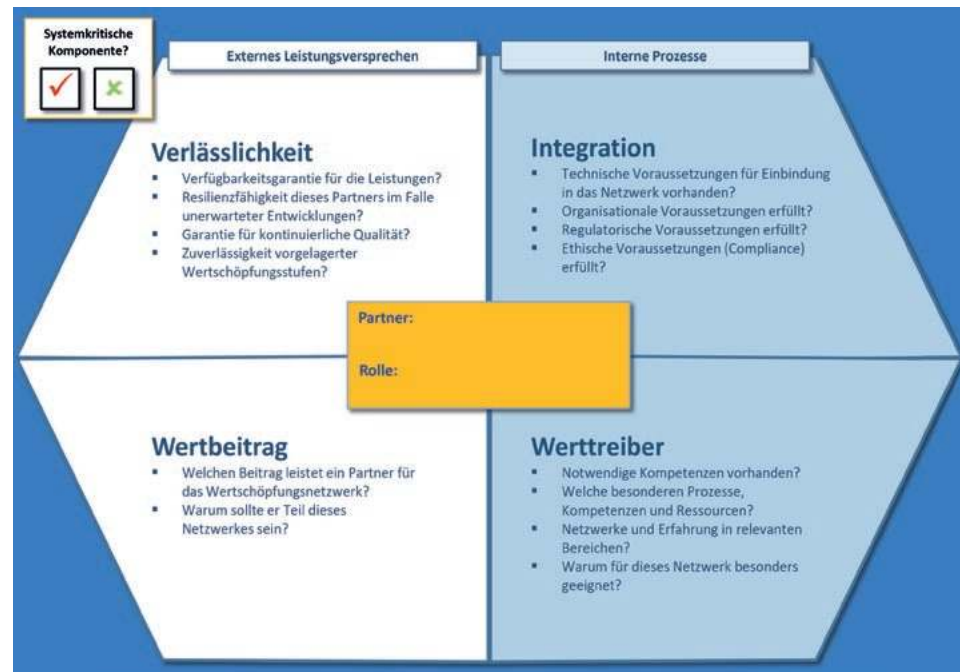 Systemkritische
Komponente?
Externes Leistungsversprechen
Interne Prozesse
Verlässlichkeit
▪ Verfügbarkeitsgarantie für die Leistungen?
▪ Resilienzfähigkeit dieses Partners im Falle
unerwarteter Entwicklungen?
▪ Garantie für kontinuierliche Qualität?
▪ Zuverlässigkeit vorgelagerter
Wertschöpfungsstufen?
Integration
▪ Technische Voraussetzungen für Einbindung
in das Netzwerk vorhanden?
▪ Organisationale Voraussetzungen erfüllt?
▪ Regulatorische Voraussetzungen erfüllt?
▪ Ethische Voraussetzungen (Compliance)
erfüllt?
Partner:
Rolle:
Wertbeitrag
▪ Welchen Beitrag leistet ein Partner für
das Wertschöpfungsnetzwerk?
▪ Warum sollte er Teil dieses
Netzwerkes sein?
Werttreiber
▪ Notwendige Kompetenzen vorhanden?
▪ Welche besonderen Prozesse,
Kompetenzen und Ressourcen?
▪ Netzwerke und Erfahrung in relevanten
Bereichen?
▪ Warum für dieses Netzwerk besonders
geeignet?